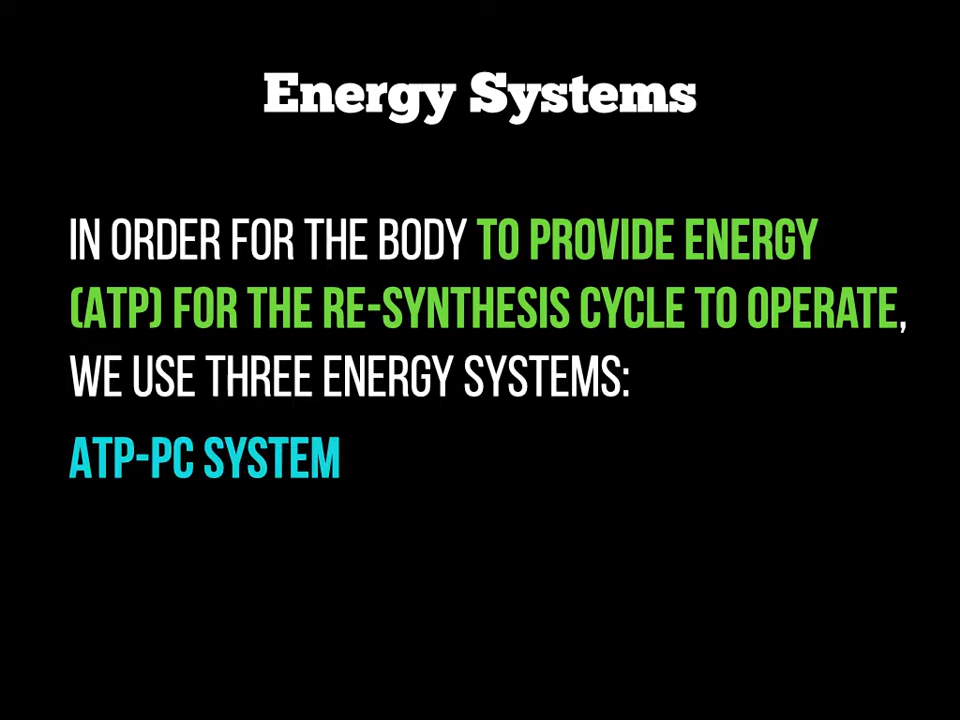 Energy Systems
IN ORDER FOR THE BODY TO PROVIDE ENERGY
(ATP) FOR THE RE-SYNTHESIS CYCLE TO OPERATE,
WE USE THREE ENERGY SYSTEMS:
ATP-PC SYSTEM